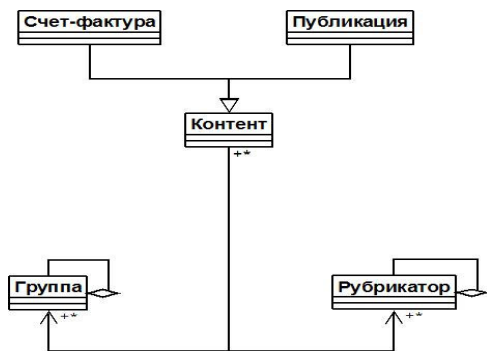 Счет-фактура
Публикация
Контент
+*
Группа
Рубрикатор
+*
+*